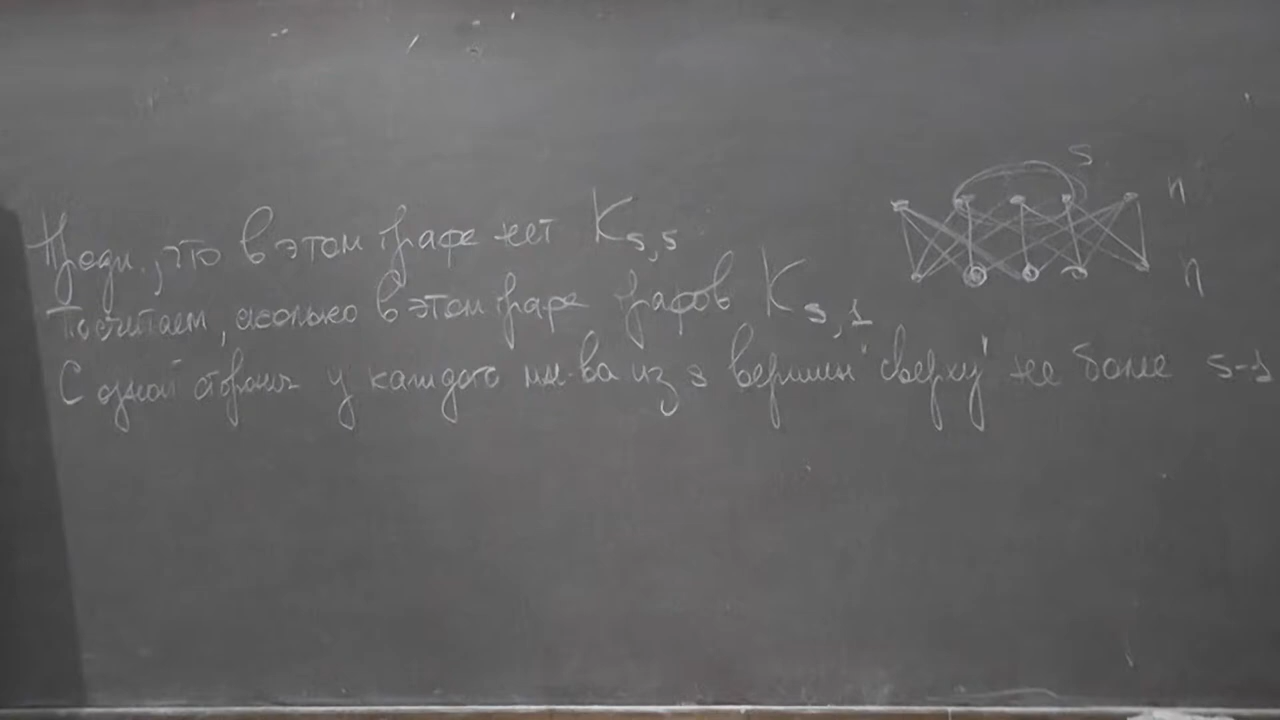 Предп., что в этом графе нет K_{s,s}
n
Посчитаем, сколько в этом графе графов K_{s,1}
С одной стороны у каждого мн-ва из s вершин "сверху" не более s-1
s
n